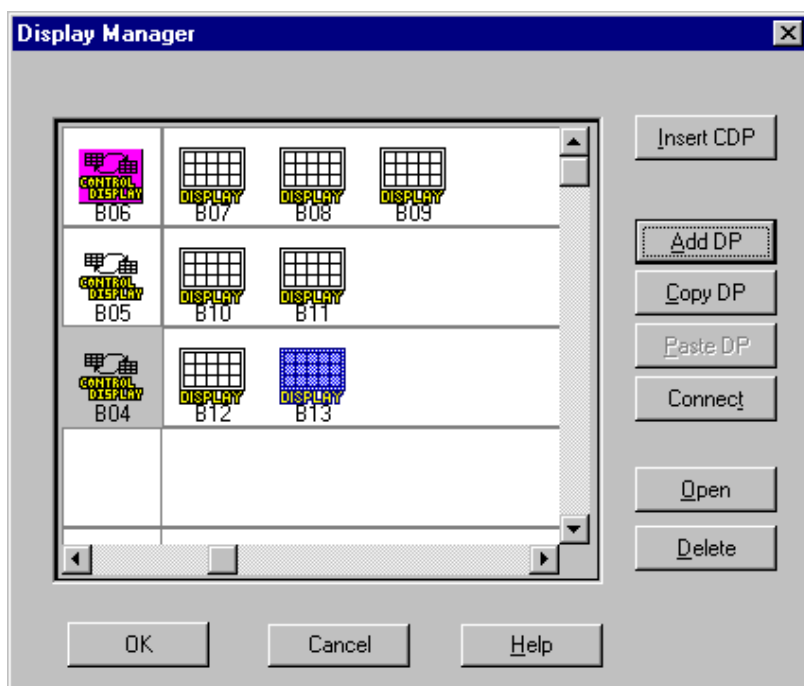 Display Manager
CONTROL
DISPLAY
B06
DISPLAY
B07
DISPLAY
B08
DISPLAY
B09
Insert CDP
CONTROL
DISPLAY
B05
DISPLAY
B10
DISPLAY
B11
Add DP
Copy DP
CONTROL
DISPLAY
B04
DISPLAY
B12
DISPLAY
B13
Paste DP
Connect
Open
Delete
OK
Cancel
Help